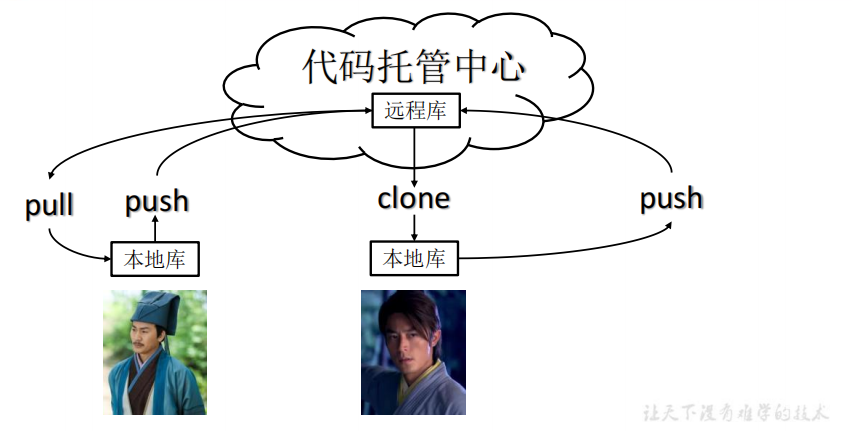 代码托管中心
远程库
pull
push
clone
push
本地库
本地库
让天下没有难学的技术